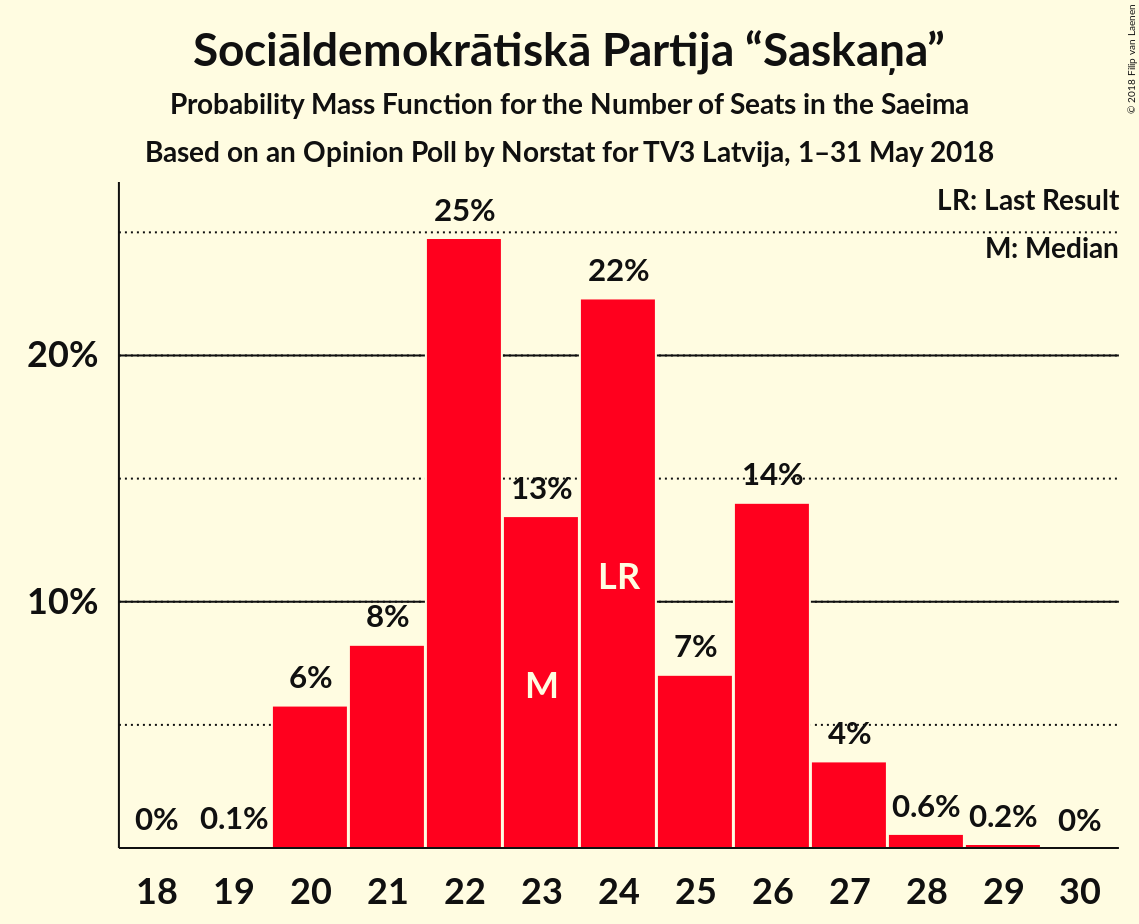 Sociāldemokrātiskā Partija “Saskaņa”
Probability Mass Function for the Number of Seats in the Saeima
Based on an Opinion Poll by Norstat for TV3 Latvija, 1–31 May 2018
© 2018 Filip van Laenen
LR: Last Result
M: Median
20%
10%
0%
0.1%
6%
8%
25%
13%
22%
7%
14%
4%
0.6%
0.2%
0%
LR
M
18 19 20 21 22 23 24 25 26 27 28 29 30